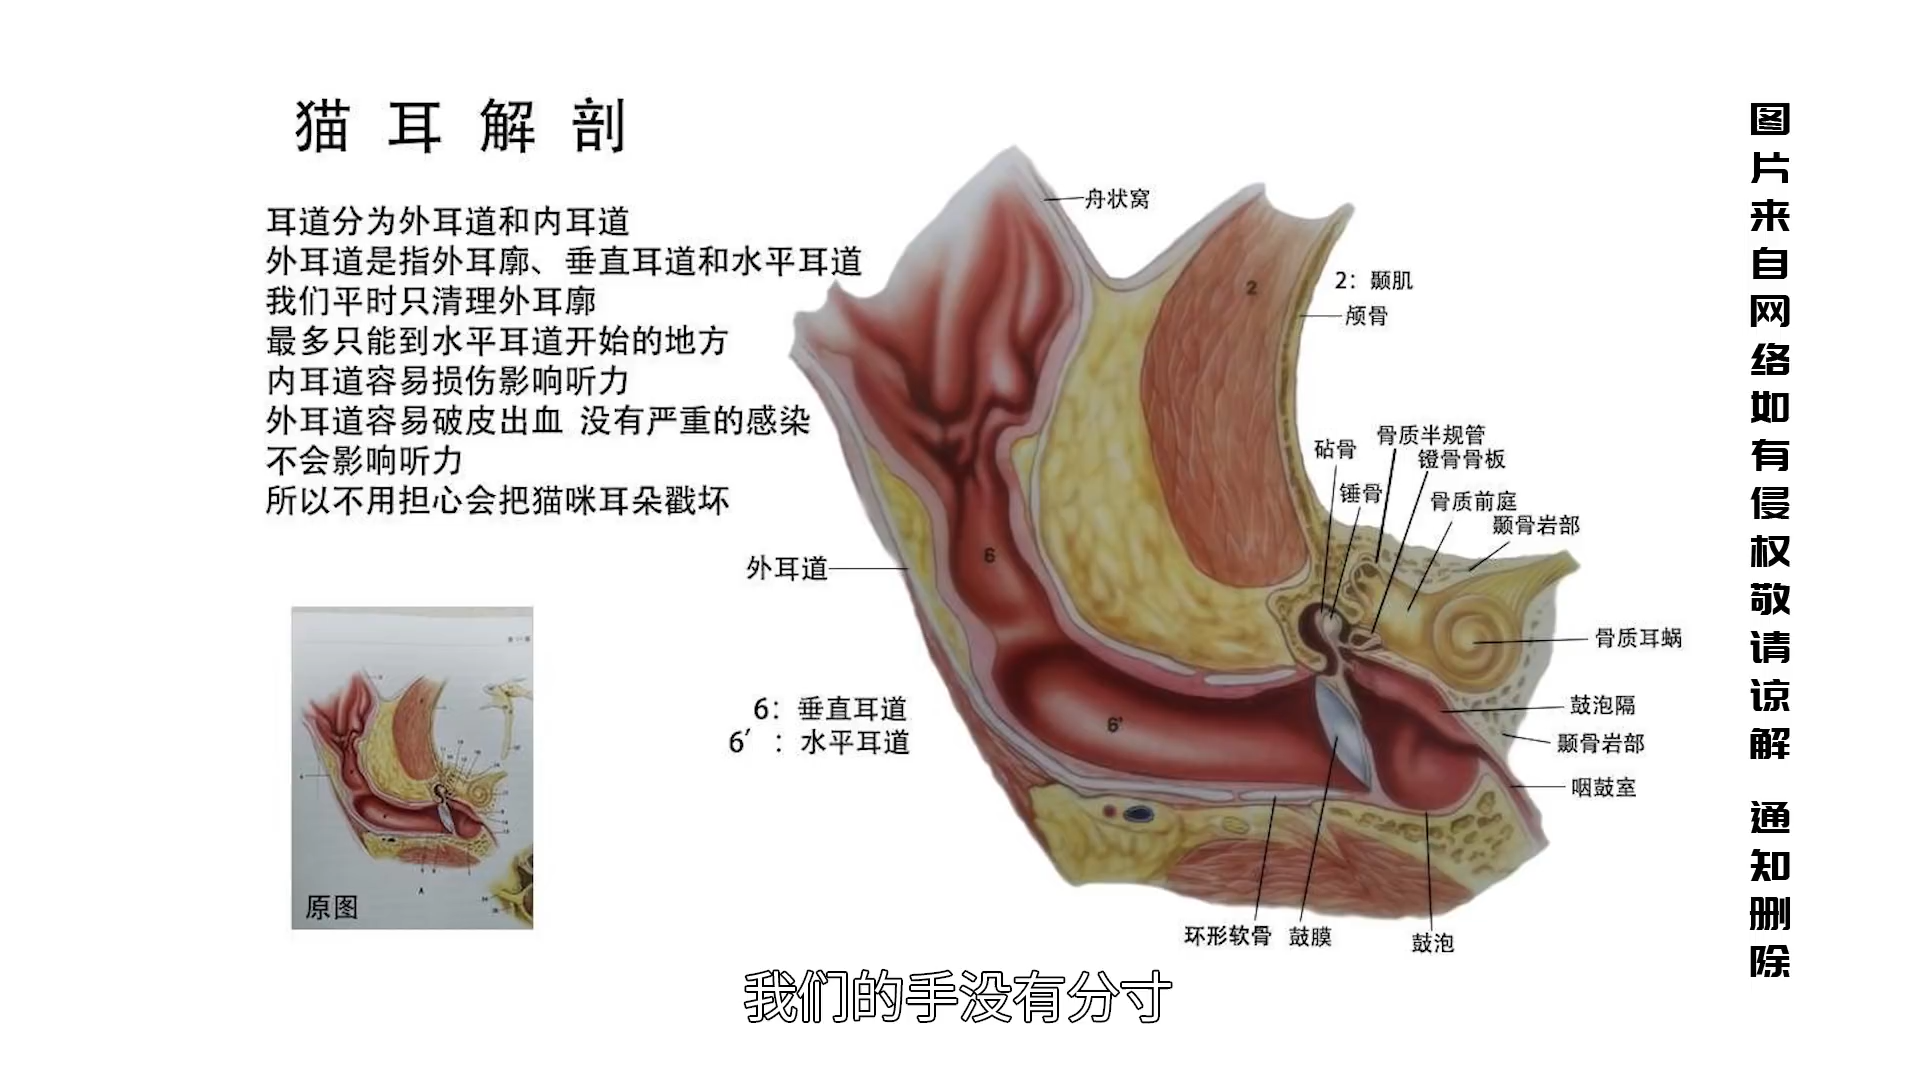 猫耳解剖
耳道分为外耳道和内耳道
外耳道是指外耳廓、垂直耳道和水平耳道
我们平时只清理外耳廓
最多只能到水平耳道开始的地方
内耳道容易损伤影响听力
外耳道容易破皮出血 没有严重的感染
不会影响听力
所以不用担心会把猫咪耳朵戳坏
舟状窝
2
2：颞肌
颅骨
骨质半规管
砧骨
镫骨骨板
锤骨
骨质前庭
颞骨岩部
外耳道
6
骨质耳蜗
6：垂直耳道
6′：水平耳道
6'
鼓泡隔
颞骨岩部
咽鼓室
环形软骨
鼓膜
鼓泡
原图
A
我们的手没有分寸
图片来自网络如有侵权敬请谅解 通知删除